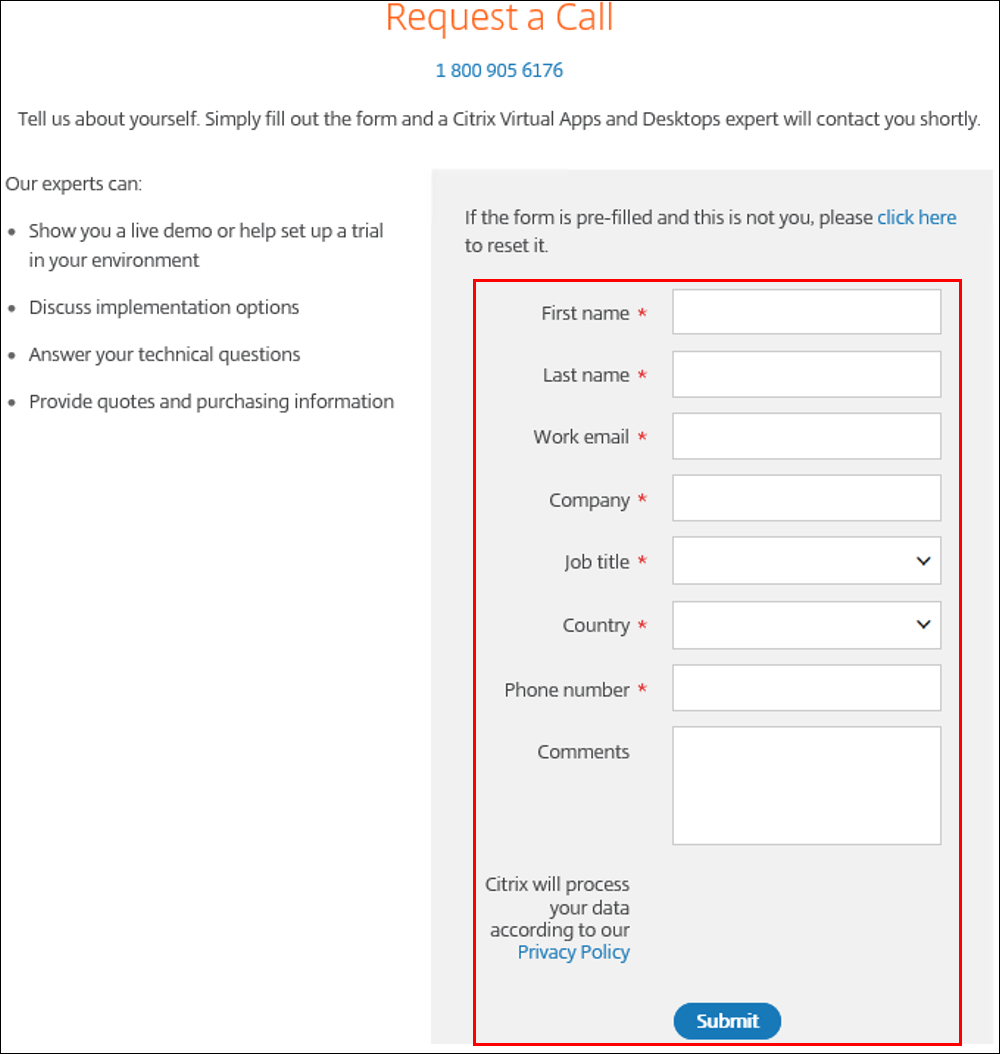 Request a Call
1 800 905 6176
Tell us about yourself. Simply fill out the form and a Citrix Virtual Apps and Desktops expert will contact you shortly.
Our experts can:
• Show you a live demo or help set up a trial
in your environment
• Discuss implementation options
• Answer your technical questions
• Provide quotes and purchasing information
If the form is pre-filled and this is not you, please click here
to reset it.
First name *
Last name *
Work email *
Company *
Job title *
Country *
Phone number *
Comments
Citrix will process
your data
according to our
Privacy Policy
Submit